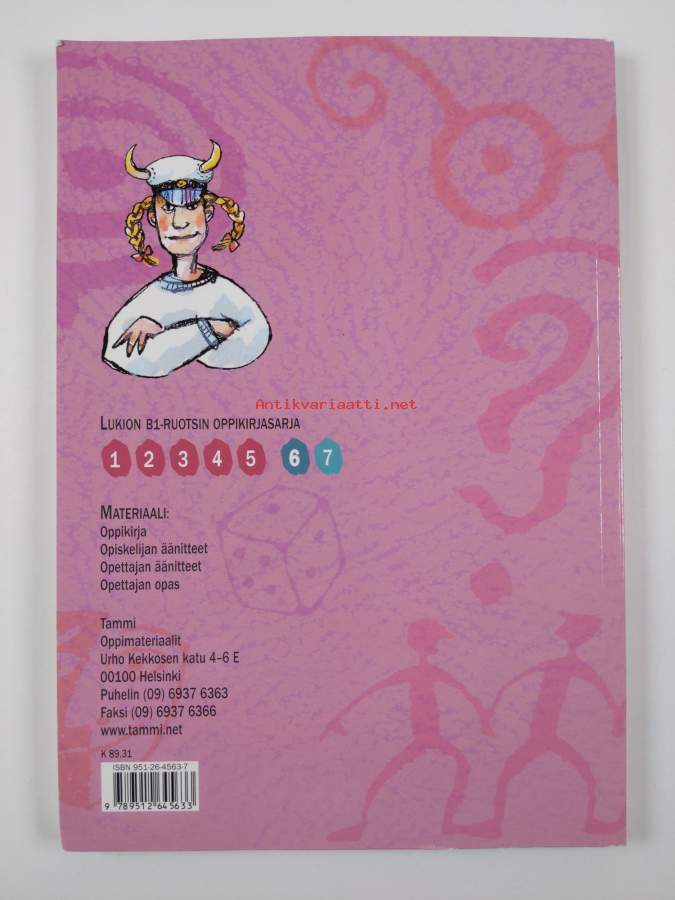 Antikvariaatti.net
LUKION B1-RUOTSIN OPPIKIRJASARJA
1 2 3 4 5 6 7
MATERIAALI:
Oppikirja
Opiskelijan äänitteet
Opettajan äänitteet
Opettajan opas
Tammi
Oppimateriaalit
Urho Kekkosen katu 4–6 E
00100 Helsinki
Puhelin (09) 6937 6363
Faksi (09) 6937 6366
www.tammi.net
K 89.31
ISBN 951-26-4563-7
9 789512 645633